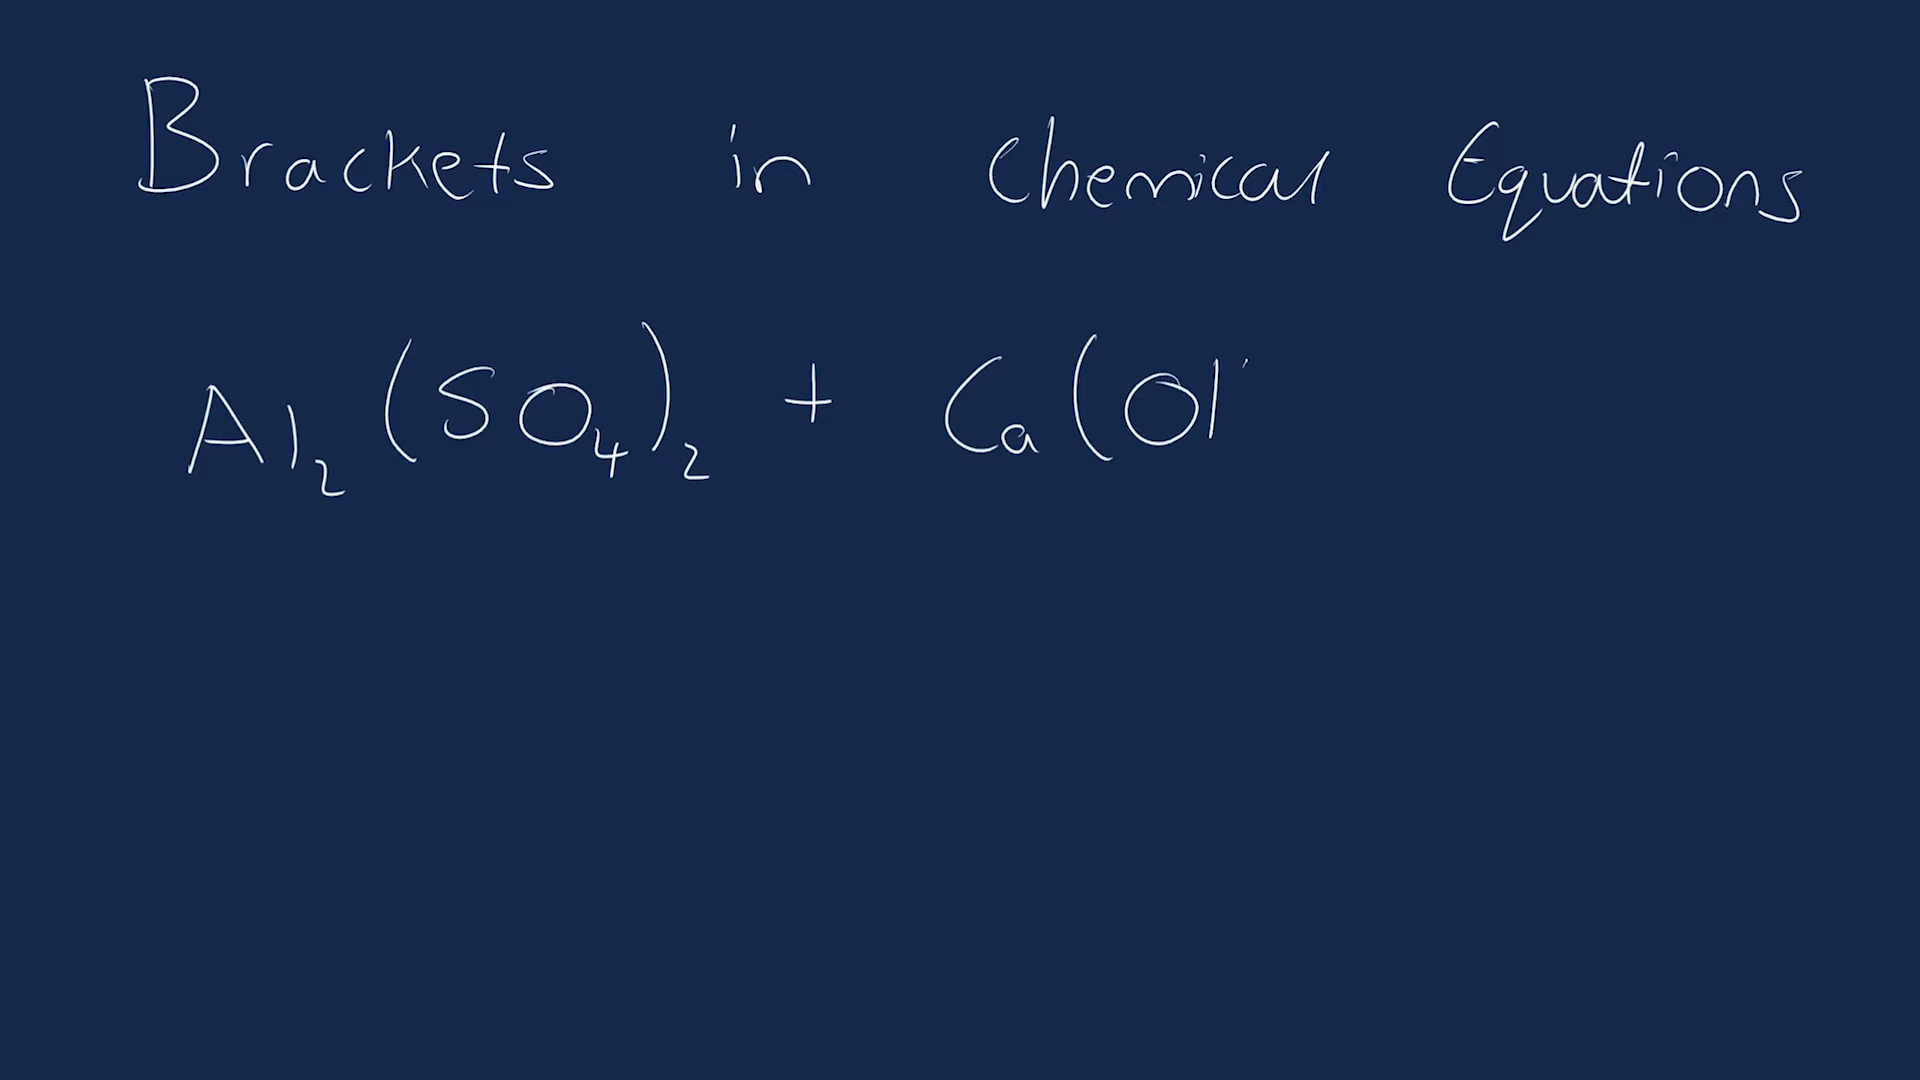 Brackets in Chemical Equations
Al₂(SO₄)₂ + Ca(O